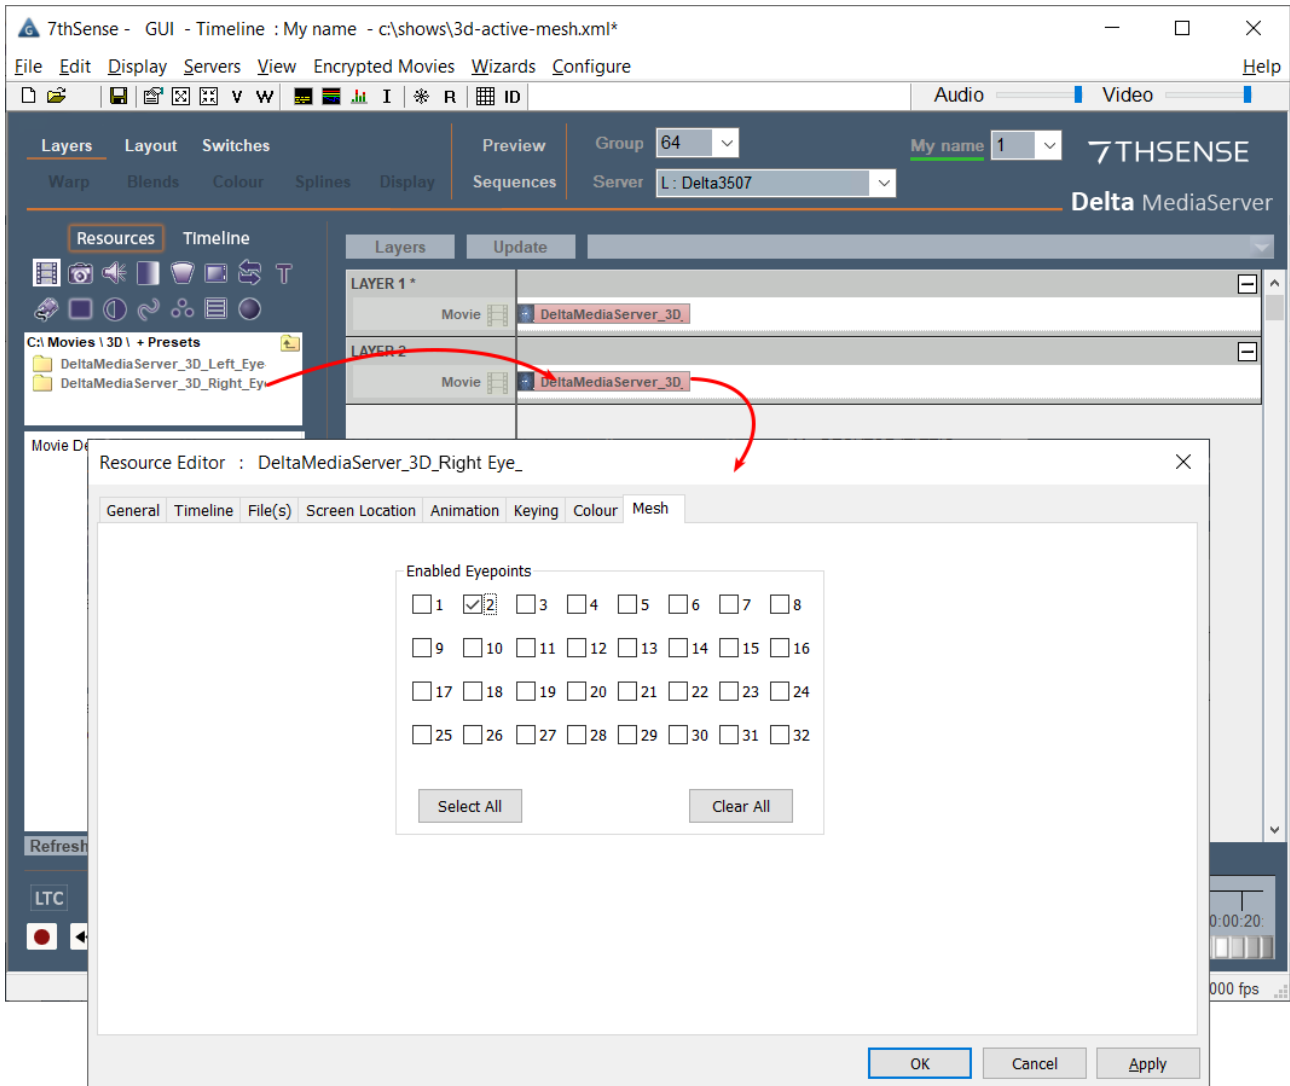 7thSense - GUI - Timeline : My name - c:\shows\3d-active-mesh.xml*
File Edit Display Servers View Encrypted Movies Wizards Configure Help
V W I R ID Audio Video
Layers Layout Switches Preview Group 64 My name 1 7THSENSE
Warp Blends Colour Splines Display Sequences Server L : Delta3507
Delta MediaServer
Resources Timeline
Layers Update
T
LAYER 1 *
Movie DeltaMediaServer_3D_
C:\ Movies \ 3D \ + Presets
LAYER 2
DeltaMediaServer_3D_Left_Eye
DeltaMediaServer_3D_Right_Ey
Movie DeltaMediaServer_3D_
Movie De
Resource Editor : DeltaMediaServer_3D_Right Eye_
General Timeline File(s) Screen Location Animation Keying Colour Mesh
Enabled Eyepoints
1 2 3 4 5 6 7 8
9 10 11 12 13 14 15 16
17 18 19 20 21 22 23 24
25 26 27 28 29 30 31 32
Select All Clear All
Refresh
LTC
0:00:20:
000 fps
OK Cancel Apply